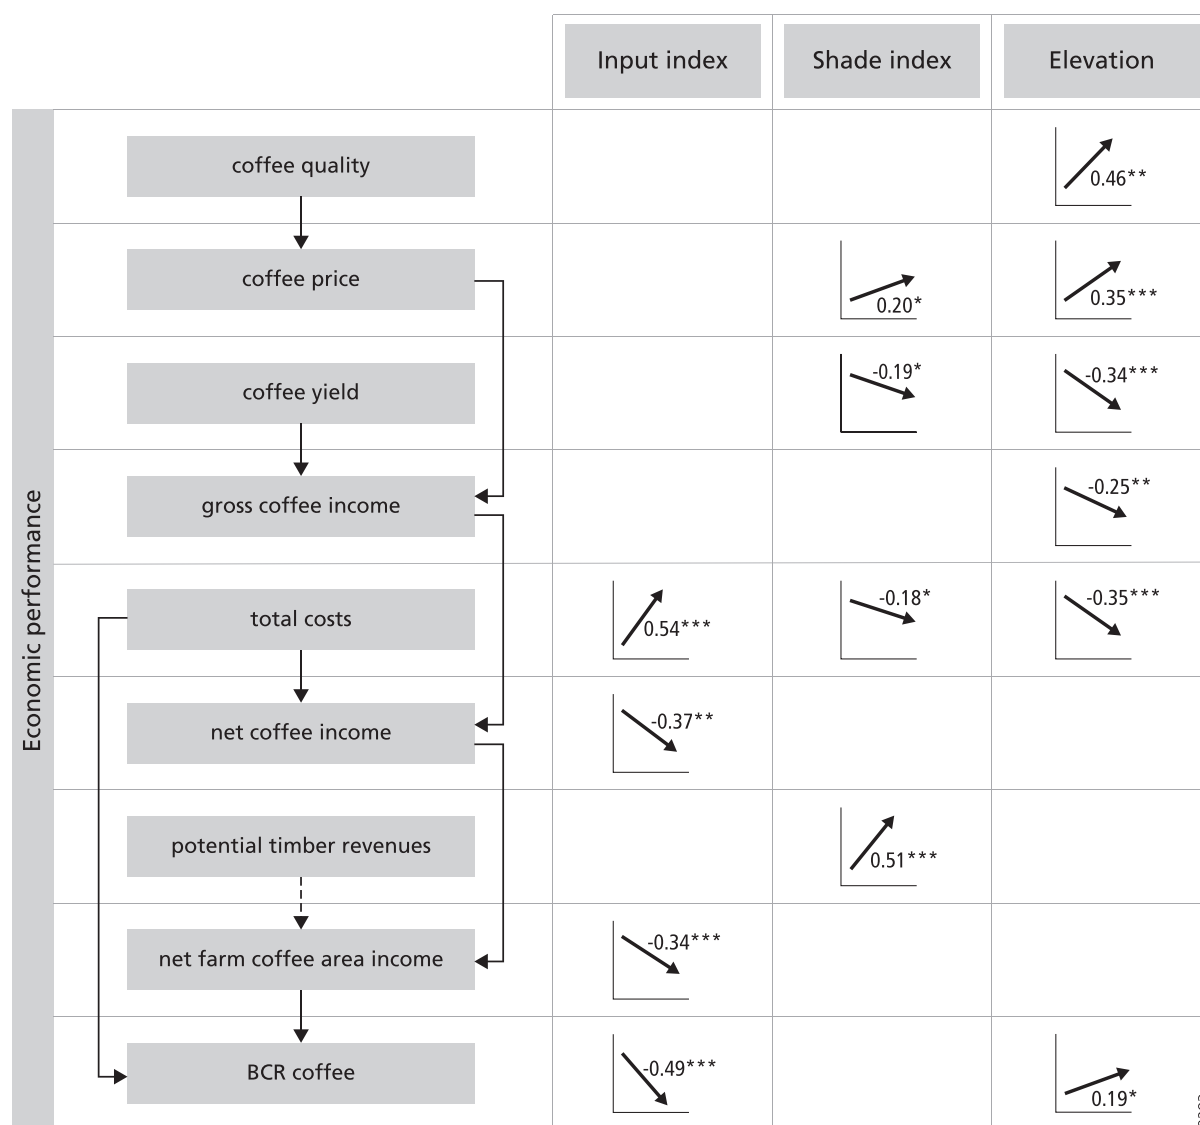 Input index Shade index Elevation
Economic performance
coffee quality 0.46**
coffee price 0.20* 0.35***
coffee yield -0.19* -0.34***
gross coffee income -0.25**
total costs 0.54*** -0.18* -0.35***
net coffee income -0.37**
potential timber revenues 0.51***
net farm coffee area income -0.34***
BCR coffee -0.49*** 0.19*